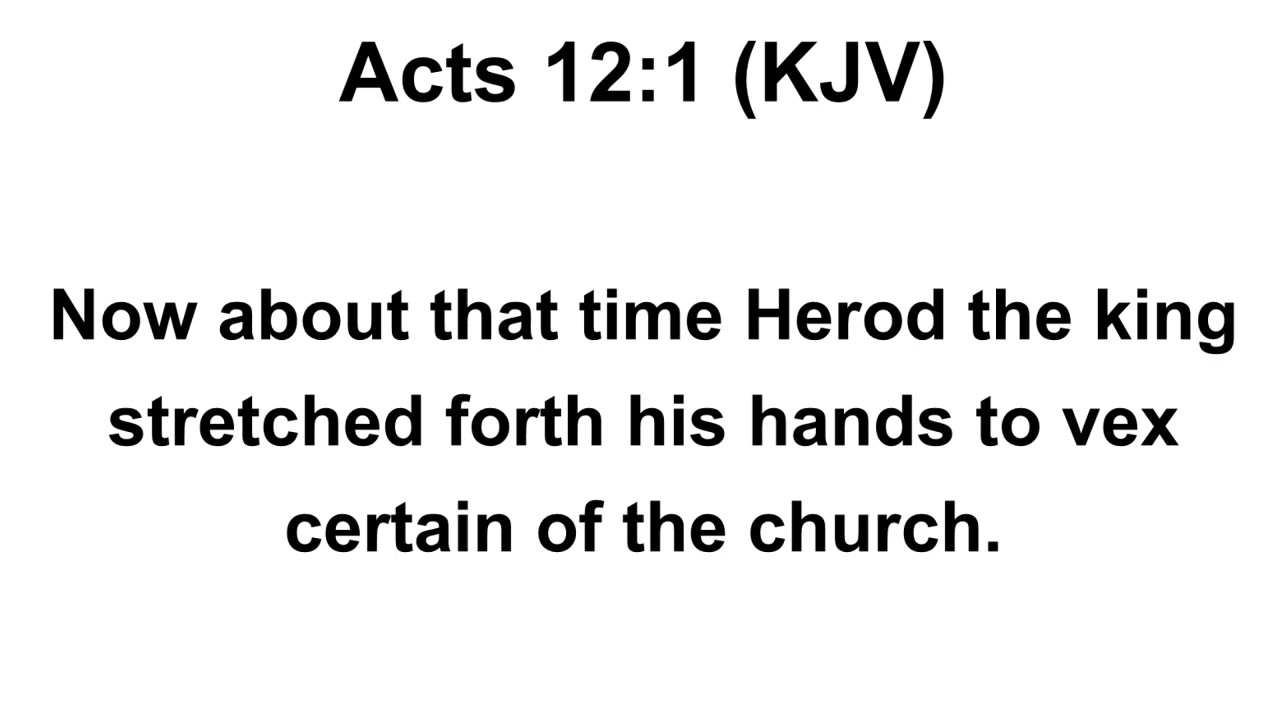 Acts 12:1 (KJV)
Now about that time Herod the king
stretched forth his hands to vex
certain of the church.